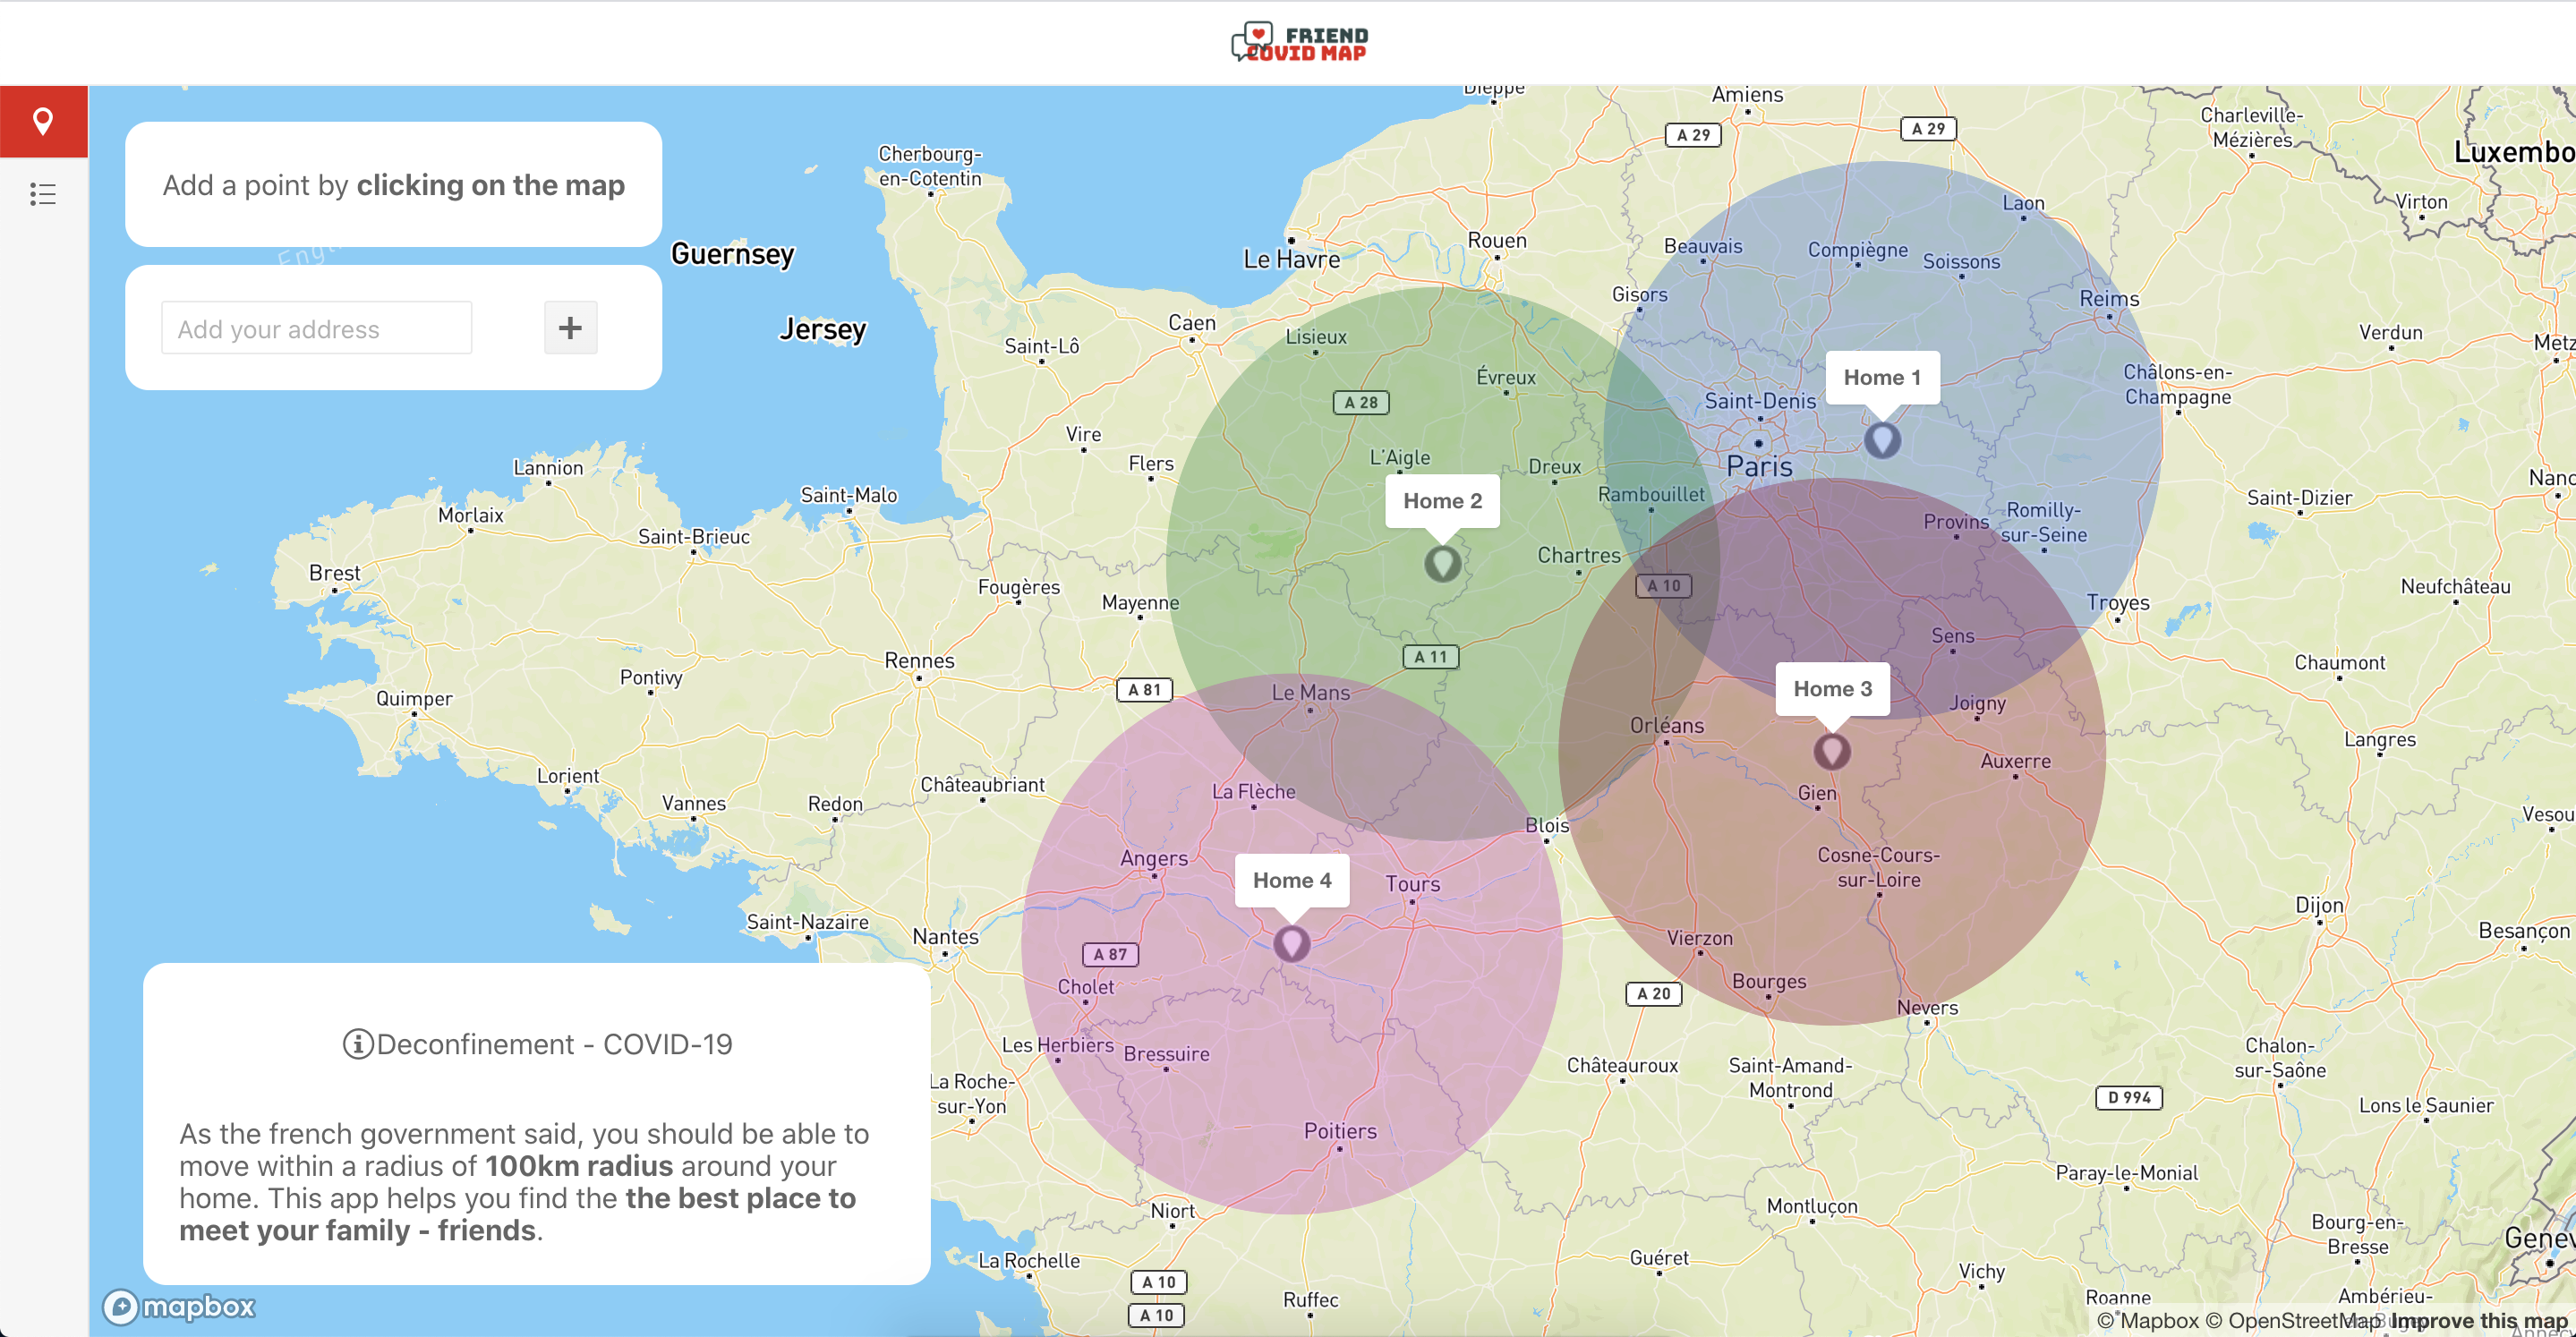 FRIEND
COVID MAP
Add a point by clicking on the map
Add your address
+
Guernsey
Jersey
Cherbourg-
en-Cotentin
Dieppe
Amiens
A 29
A 29
Charleville-
Mézières
Luxembo
Virton
Laon
Le Havre
Rouen
Beauvais
Compiègne
Soissons
Gisors
Reims
Verdun
Metz
Caen
Lisieux
Saint-Lô
Évreux
Home 1
Châlons-en-
Champagne
A 28
Saint-Denis
Paris
Vire
Flers
L'Aigle
Dreux
Rambouillet
Home 2
Lannion
Morlaix
Saint-Malo
Saint-Brieuc
Saint-Dizier
Nanc
Provins
Romilly-
sur-Seine
Brest
Fougères
Mayenne
Chartres
A 10
Troyes
Neufchâteau
Rennes
A 11
Sens
Chaumont
Pontivy
Quimper
A 81
Le Mans
Home 3
Joigny
Orléans
Langres
Lorient
Châteaubriant
La Flèche
Auxerre
Vannes
Redon
Gien
Blois
Vesou
Angers
Home 4
Tours
Cosne-Cours-
sur-Loire
Saint-Nazaire
Nantes
A 87
Vierzon
Dijon
Besançon
Cholet
Bourges
A 20
Nevers
Les Herbiers
Bressuire
Châteauroux
Saint-Amand-
Montrond
Chalon-
sur-Saône
La Roche-
sur-Yon
D 994
Lons le Saunier
Poitiers
Paray-le-Monial
Niort
Montluçon
Bourg-en-
Bresse
Genev
La Rochelle
Guéret
Vichy
A 10
A 10
Ruffec
Roanne
Ambérieu-
Deconfinement - COVID-19
As the french government said, you should be able to
move within a radius of 100km radius around your
home. This app helps you find the the best place to
meet your family - friends.
mapbox
© Mapbox © OpenStreetMap Improve this map